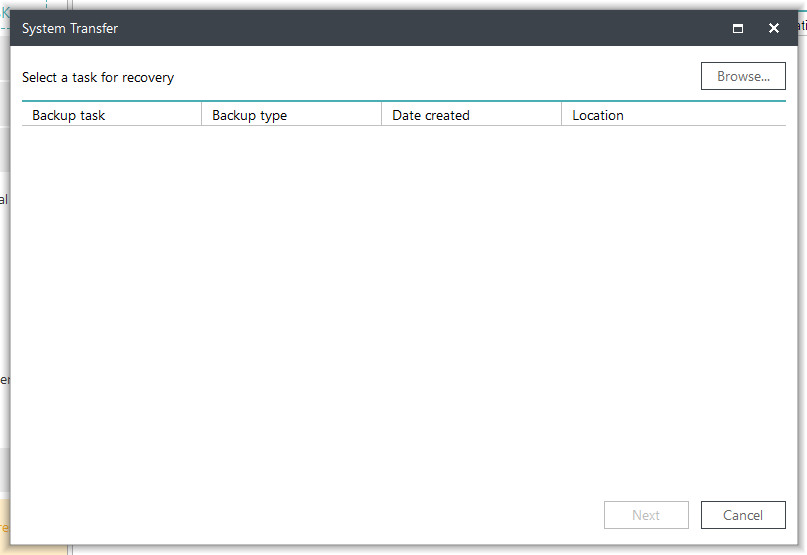 System Transfer
Select a task for recovery
Browse...
Backup task Backup type Date created Location
Next Cancel